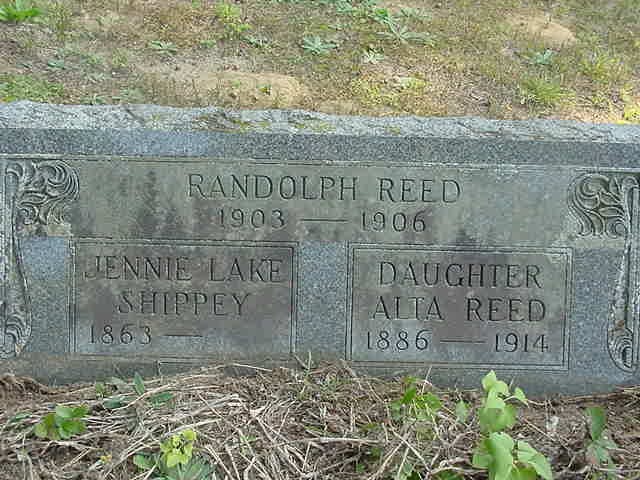 RANDOLPH REED
1903 — 1906
JENNIE LAKE
SHIPPEY
1863 —
DAUGHTER
ALTA REED
1886 — 1914